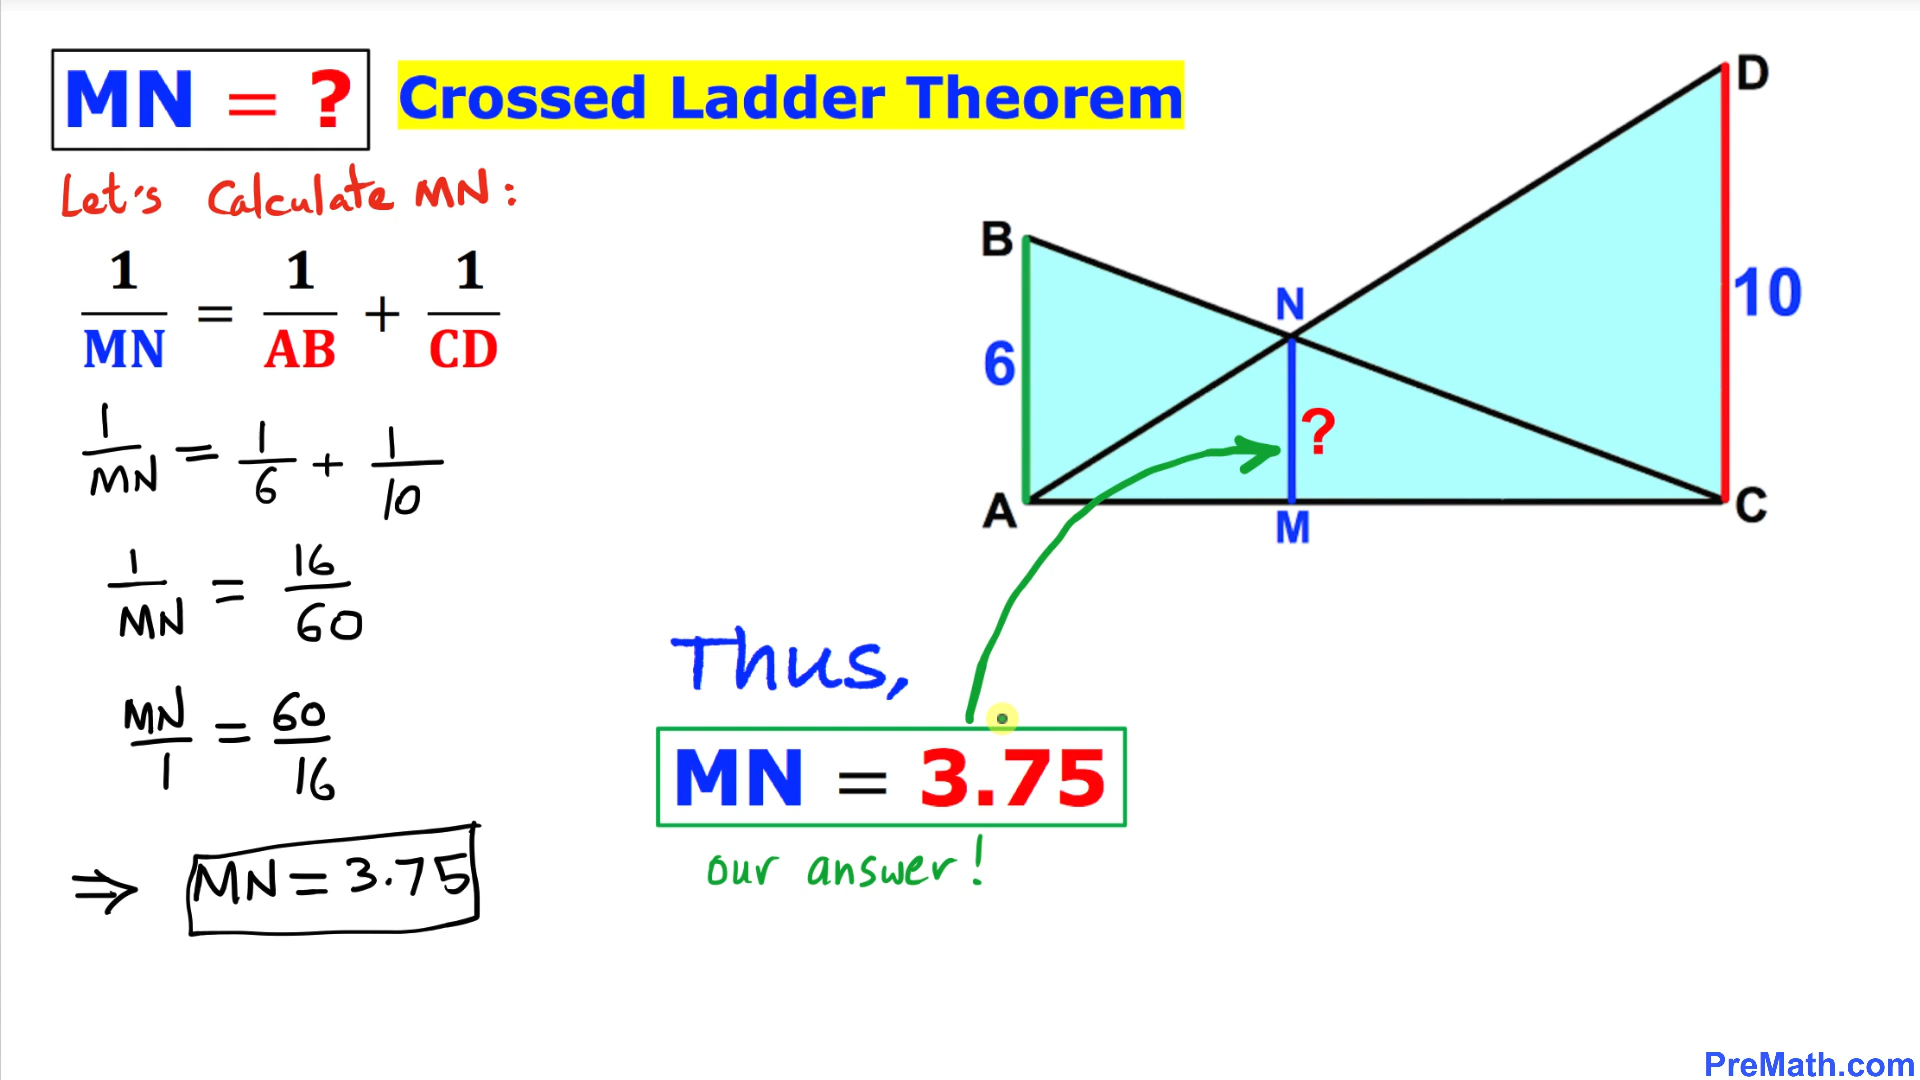 MN = ?
Crossed Ladder Theorem
Let's Calculate MN:
1/MN = 1/AB + 1/CD
1/MN = 1/6 + 1/10
1/MN = 16/60
MN/1 = 60/16
⇒ MN = 3.75
Thus,
MN = 3.75
our answer!
D
B
N
10
6
?
A
M
C
PreMath.com